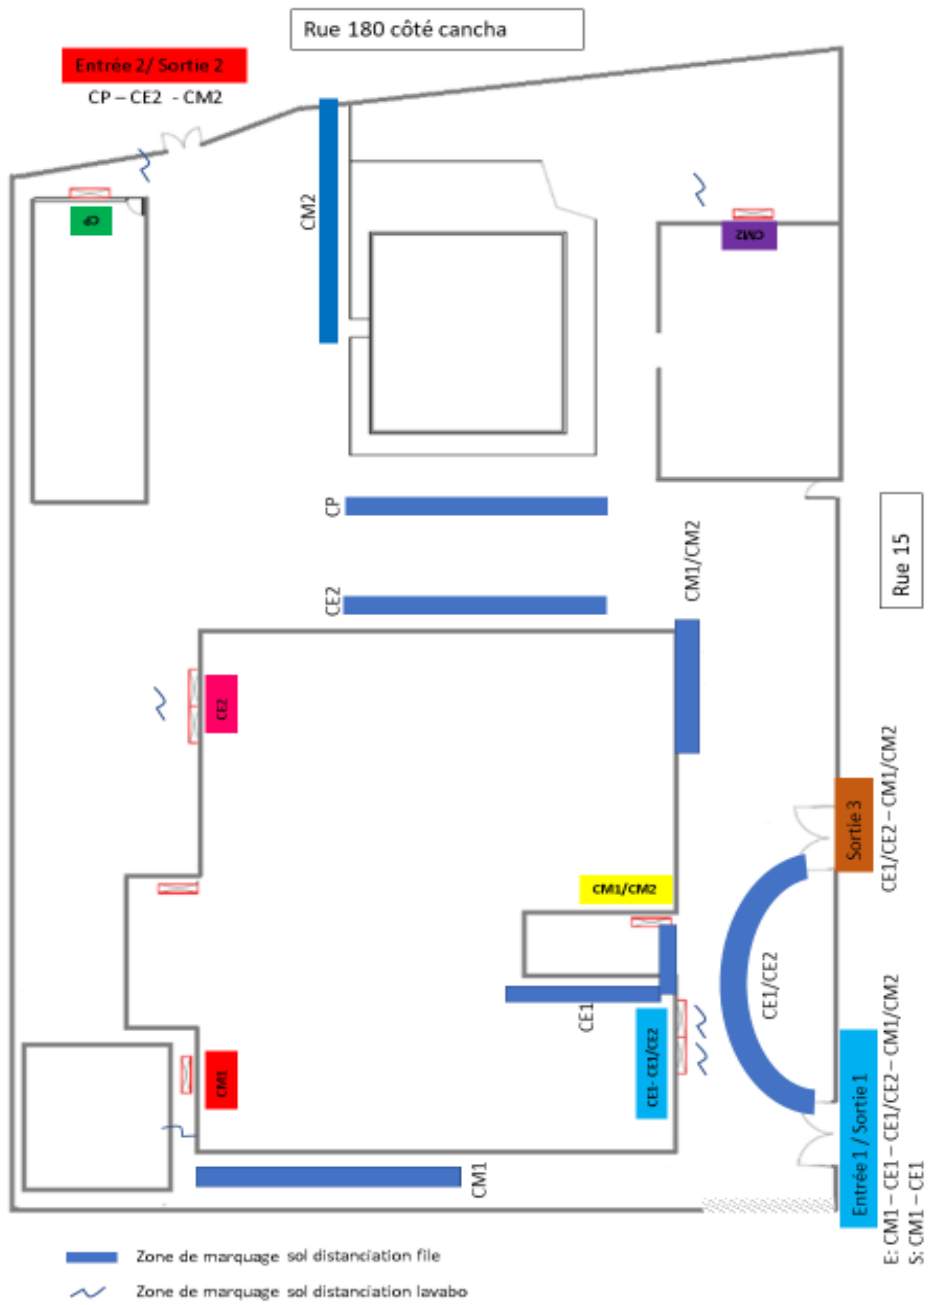 Rue 180 côté cancha
Entrée 2/ Sortie 2
CP – CE2 - CM2
CP
CM2
CM2
CP
CE2
CM1/CM2
Rue 15
CE2
CM1/CM2
Sortie 3
CE1/CE2 – CM1/CM2
CE1
CE1/CE2
CM1
CE1- CE1/CE2
Entrée 1 / Sortie 1
E: CM1 – CE1 – CE1/CE2 – CM1/CM2
S: CM1 – CE1
CM1
Zone de marquage sol distanciation file
Zone de marquage sol distanciation lavabo